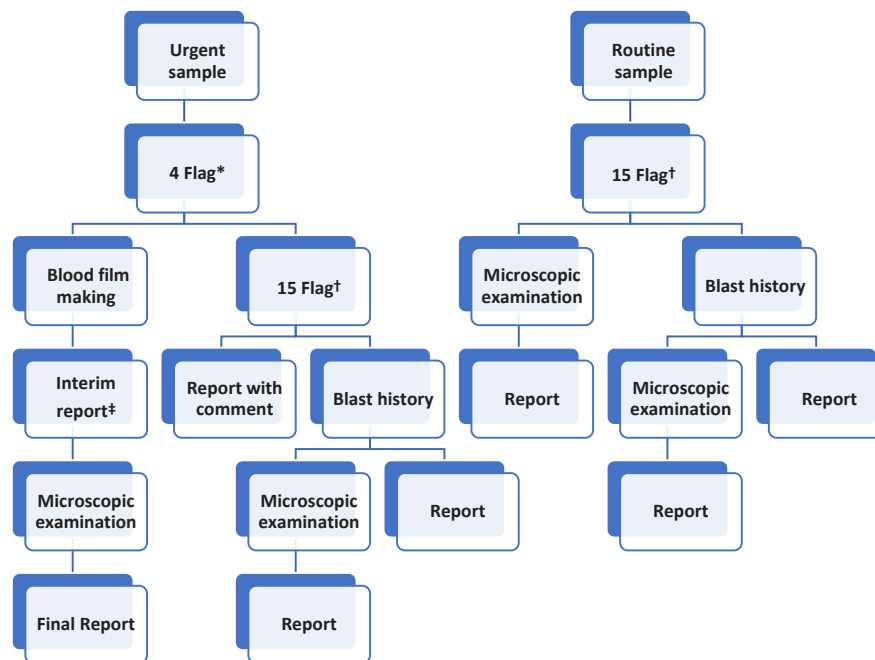 Urgent
sample
Routine
sample
4 Flag*
15 Flag†
Blood film
making
15 Flag†
Microscopic
examination
Blast history
Interim
report‡
Report with
comment
Blast history
Report
Microscopic
examination
Report
Microscopic
examination
Microscopic
examination
Report
Report
Final Report
Report